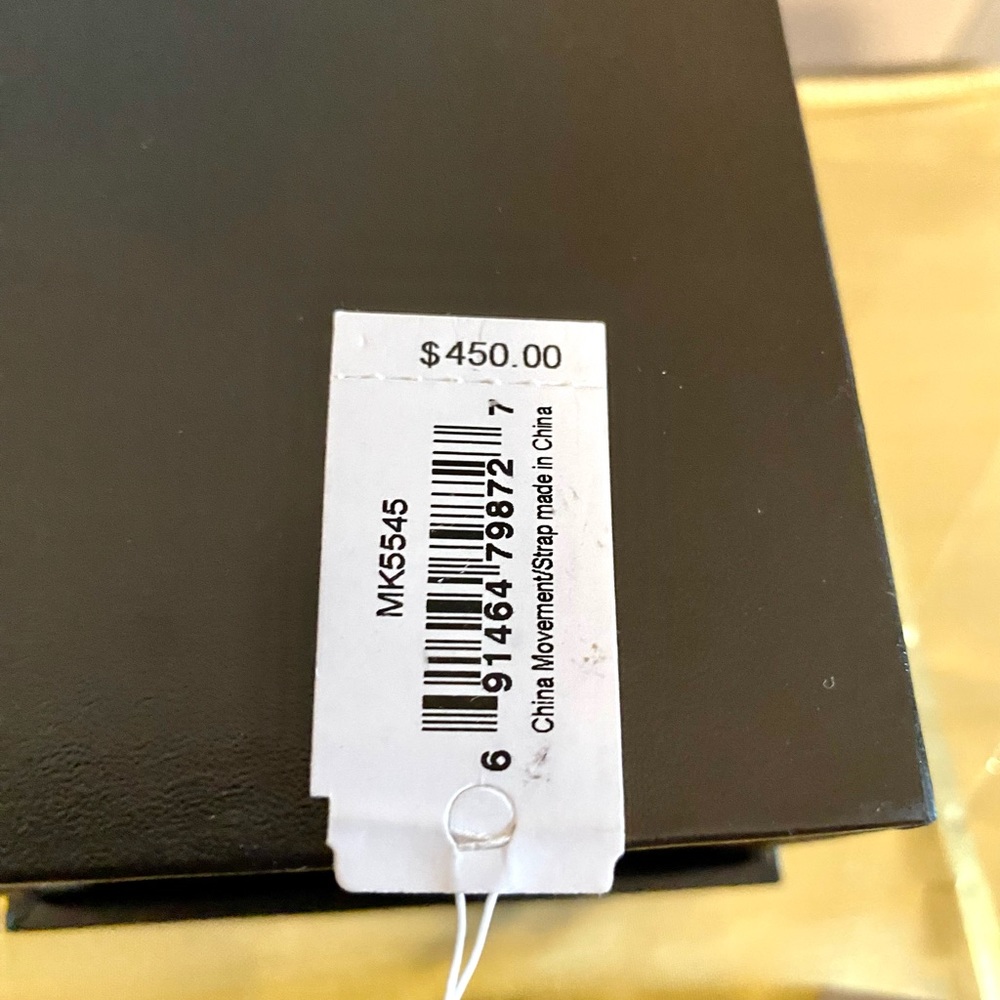 $450.00
MK5545
6 91464 79872 7
China Movement/Strap made in China